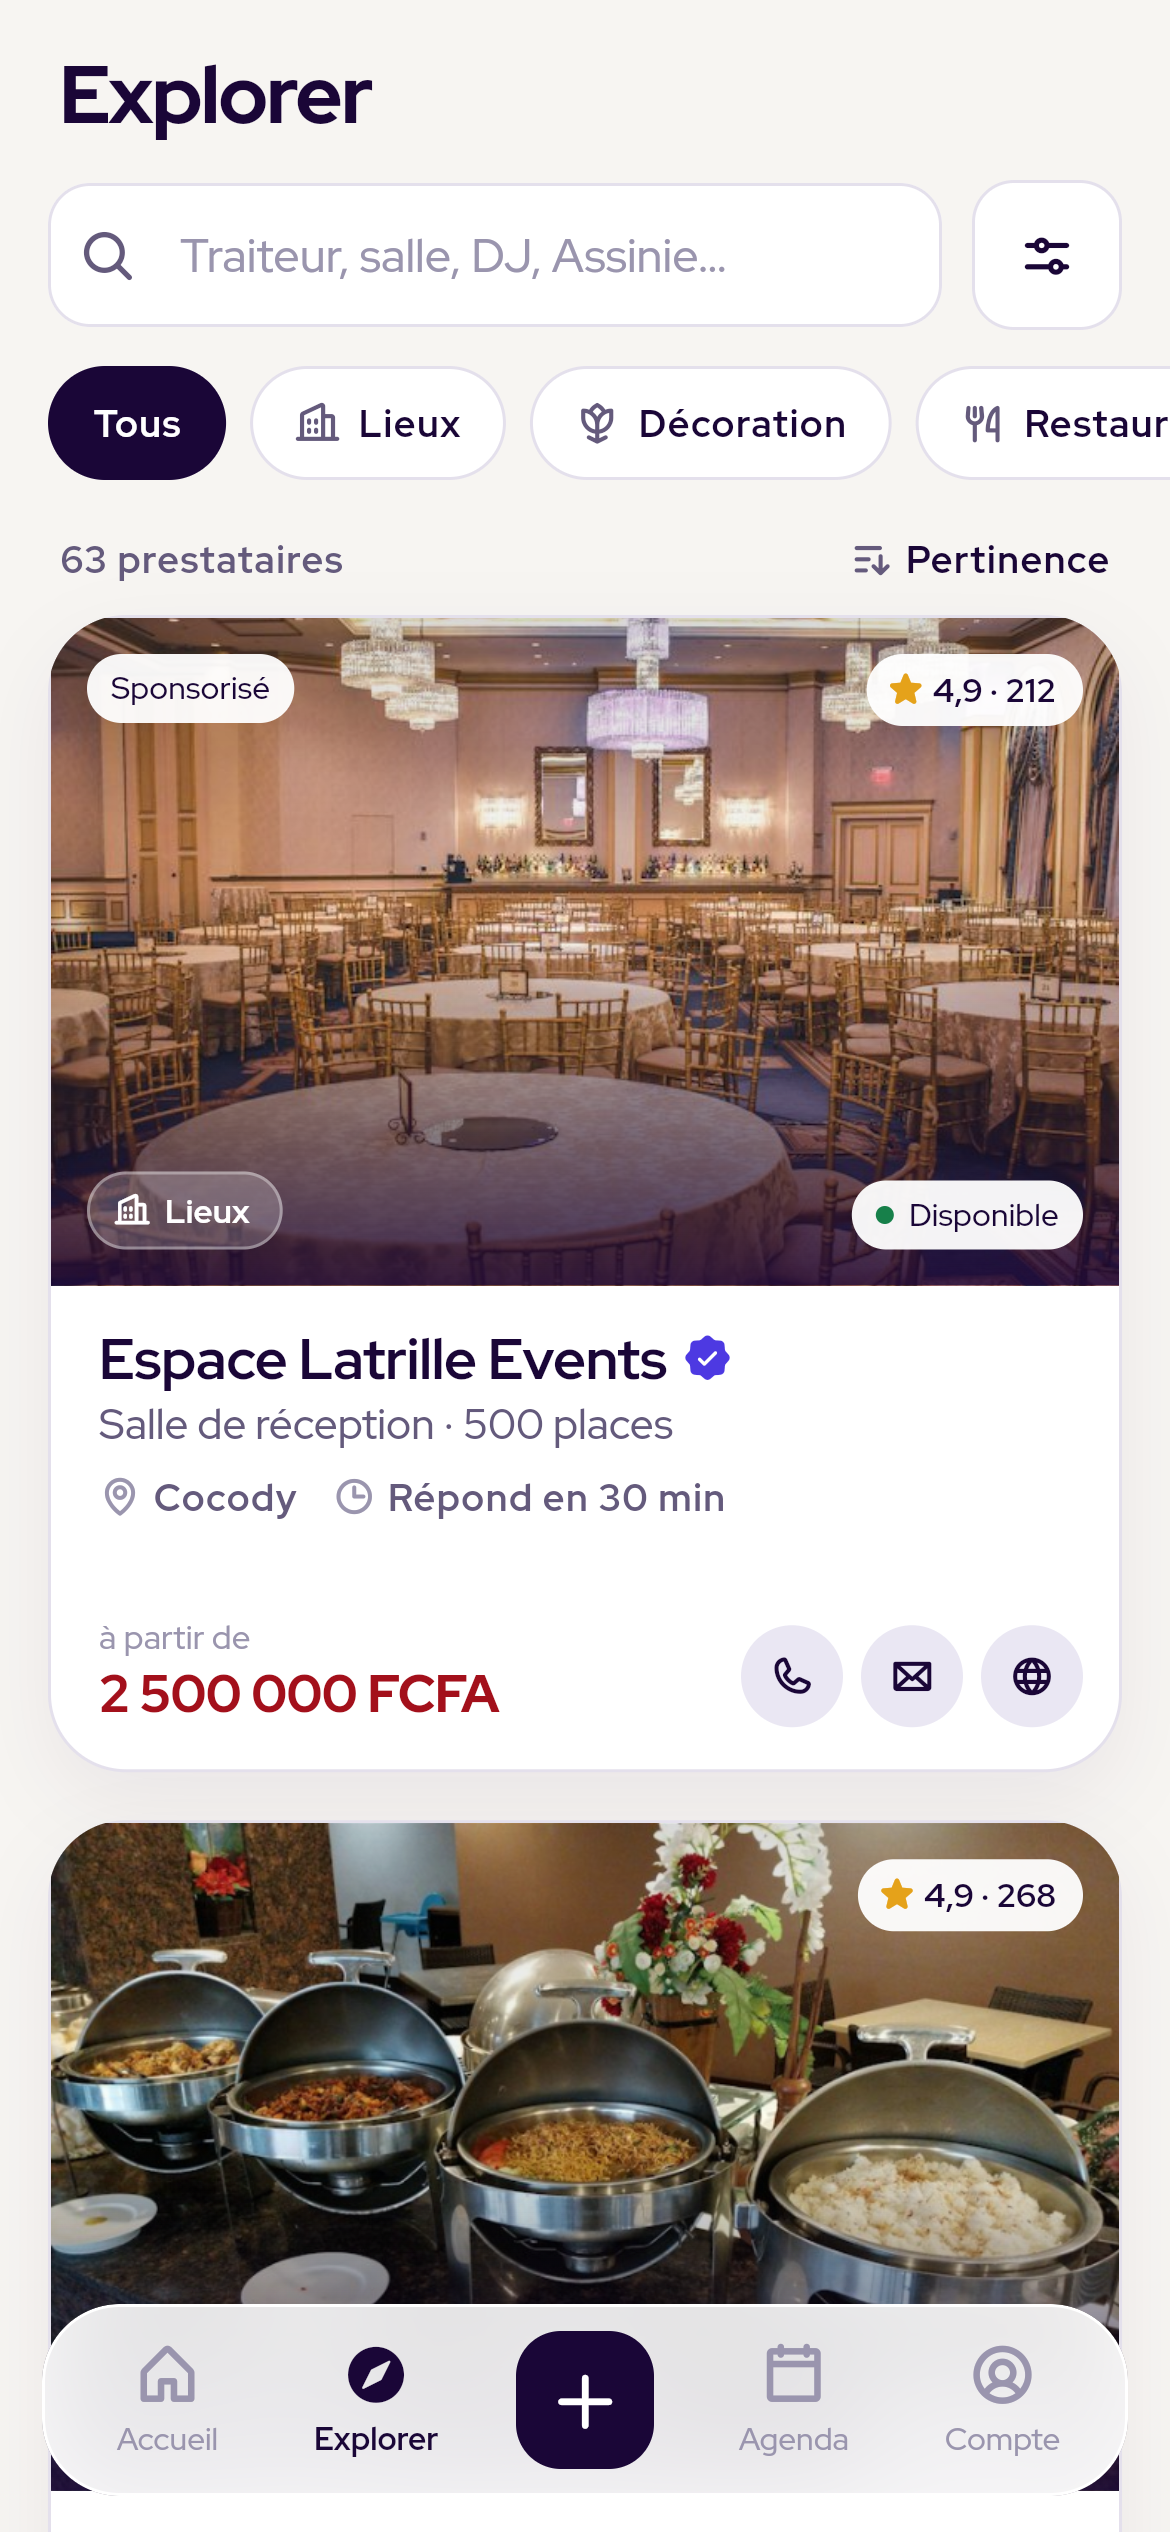 Explorer
Traiteur, salle, DJ, Assinie...
Tous
Lieux
Décoration
Restaur
63 prestataires
Pertinence
Sponsorisé
4,9 · 212
Lieux
Disponible
Espace Latrille Events
Salle de réception · 500 places
Cocody
Répond en 30 min
à partir de
2 500 000 FCFA
4,9 · 268
Accueil
Explorer
Agenda
Compte